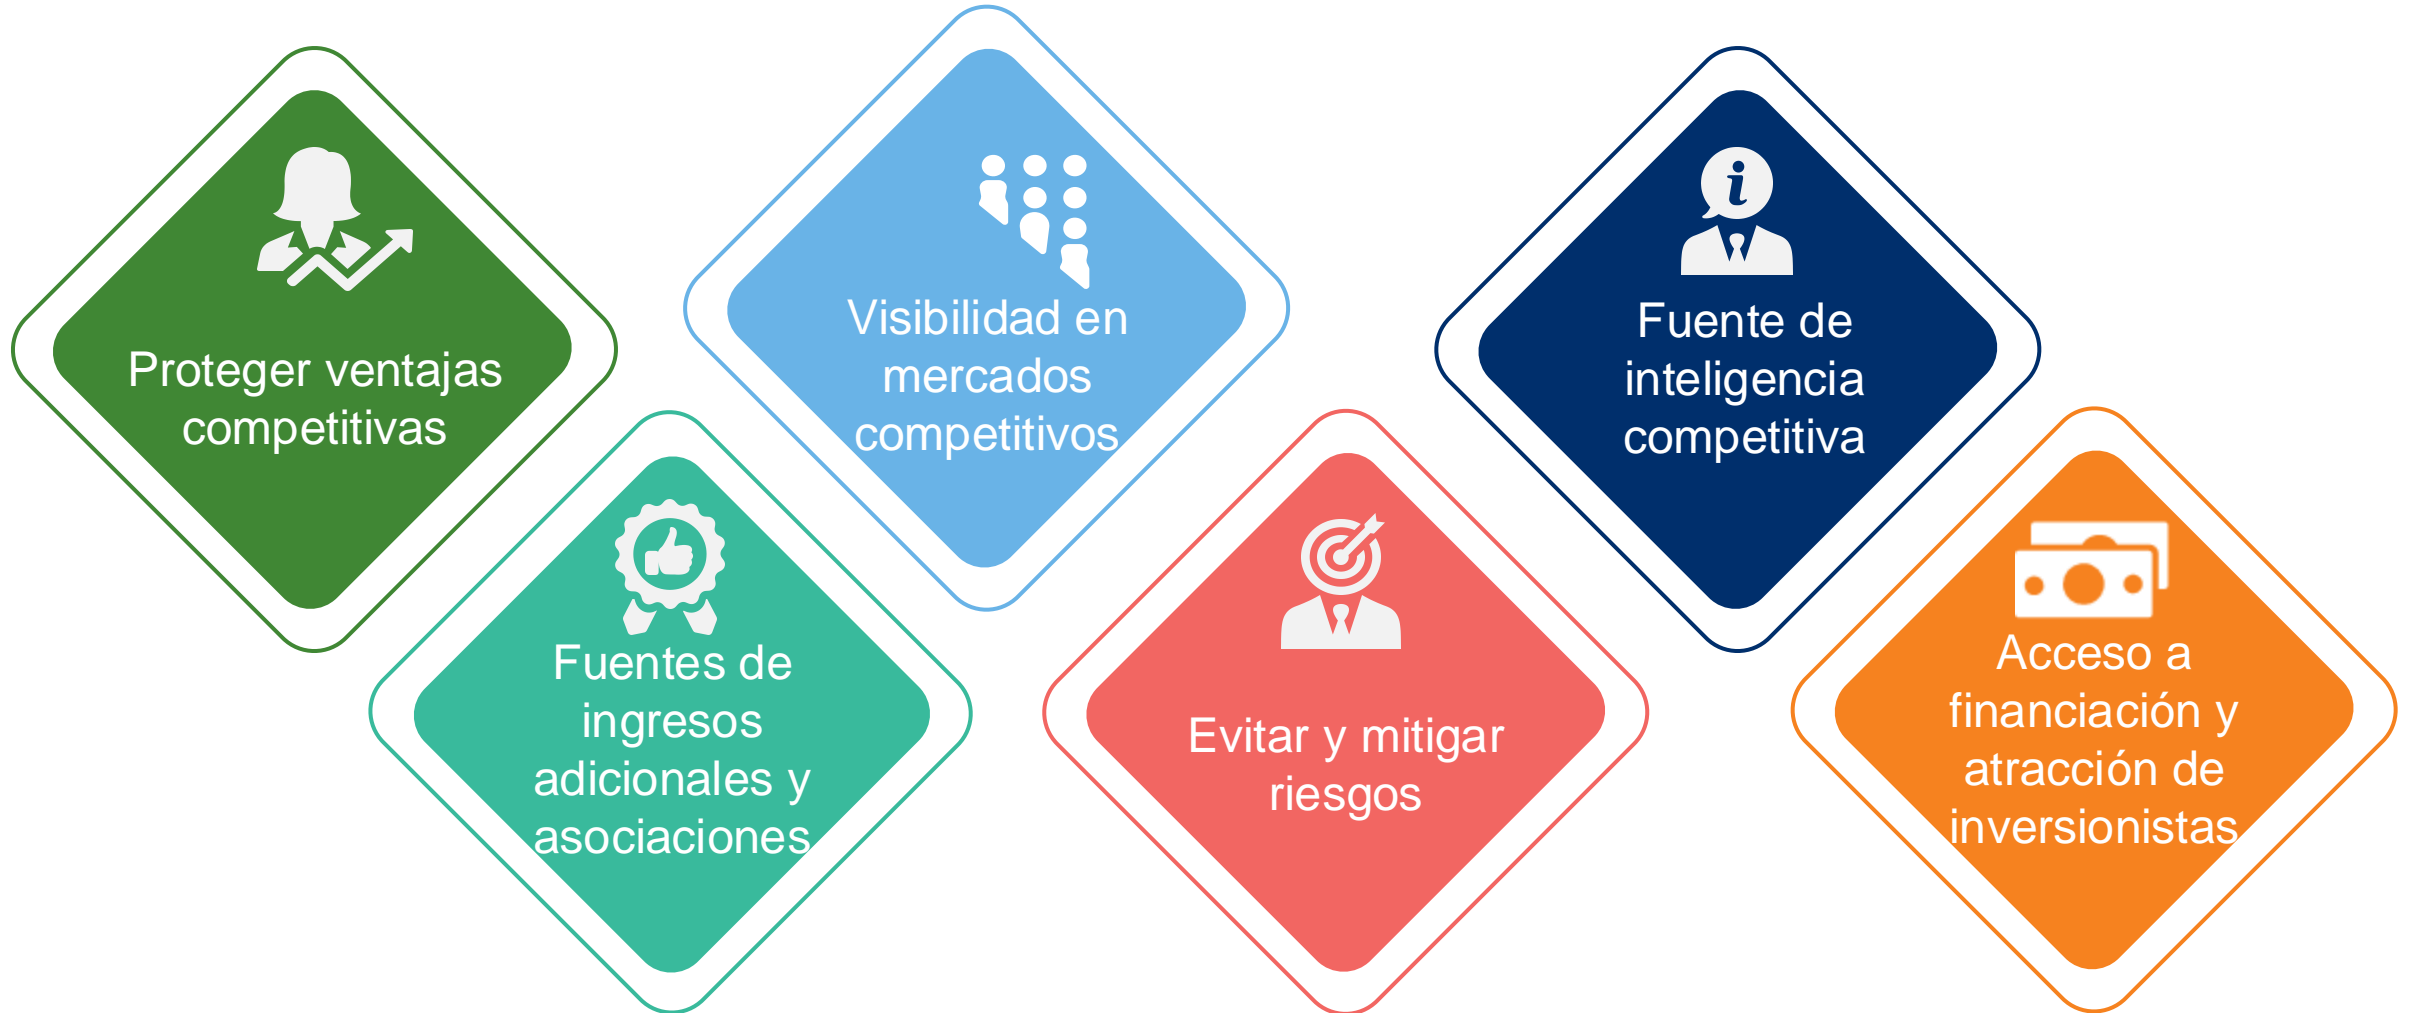 Proteger ventajas
competitivas
Fuentes de
ingresos
adicionales y
asociaciones
Visibilidad en
mercados
competitivos
Evitar y mitigar
riesgos
i
Fuente de
inteligencia
competitiva
Acceso a
financiación y
atracción de
inversionistas